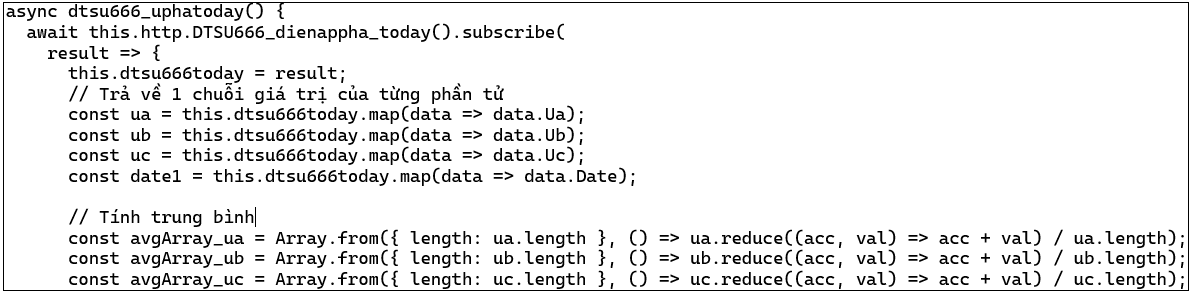 async dtsu666_uphatoday() {
await this.http.DTSU666_dienappha_today().subscribe(
result => {
this.dtsu666today = result;
// Trả về 1 chuỗi giá trị của từng phần tử
const ua = this.dtsu666today.map(data => data.Ua);
const ub = this.dtsu666today.map(data => data.Ub);
const uc = this.dtsu666today.map(data => data.Uc);
const date1 = this.dtsu666today.map(data => data.Date);
// Tính trung bình
const avgArray_ua = Array.from({ length: ua.length }, () => ua.reduce((acc, val) => acc + val) / ua.length);
const avgArray_ub = Array.from({ length: ub.length }, () => ub.reduce((acc, val) => acc + val) / ub.length);
const avgArray_uc = Array.from({ length: uc.length }, () => uc.reduce((acc, val) => acc + val) / uc.length);